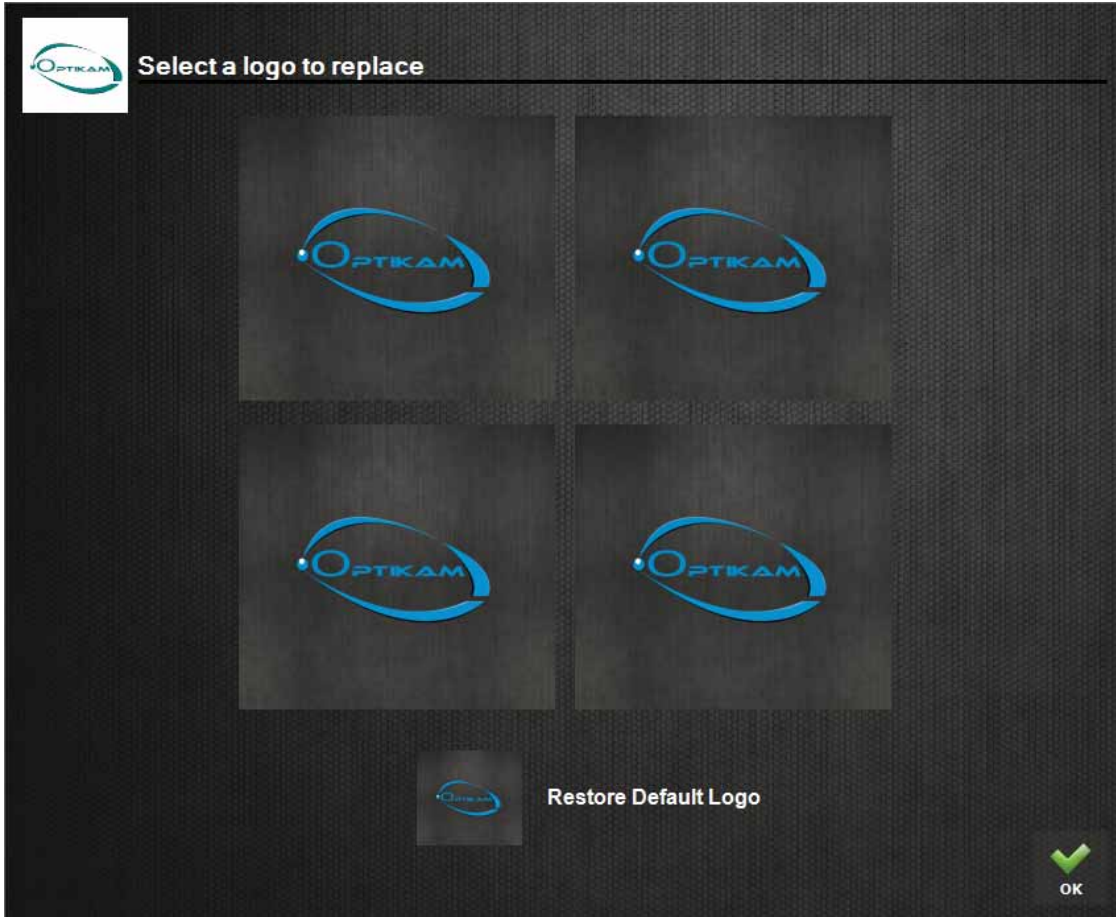 OPTIKAM
Select a logo to replace
OPTIKAM
OPTIKAM
OPTIKAM
OPTIKAM
OPTIKAM
Restore Default Logo
OK